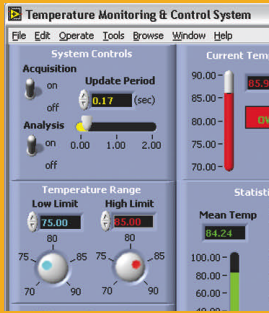 Temperature Monitoring & Control System
File Edit Operate Tools Browse Window Help
System Controls
Acquisition
on
off
Update Period
0.17 (sec)
Analysis
on
off
0.00 1.00 2.00
Temperature Range
Low Limit High Limit
75.00 85.00
80 80
75 85 75 85
70 90 70 90
Current Tem
90.00
85.9
85.00
80.00
75.00
70.00
Statisti
Mean Temp
84.24
100.00
80.00
60.00